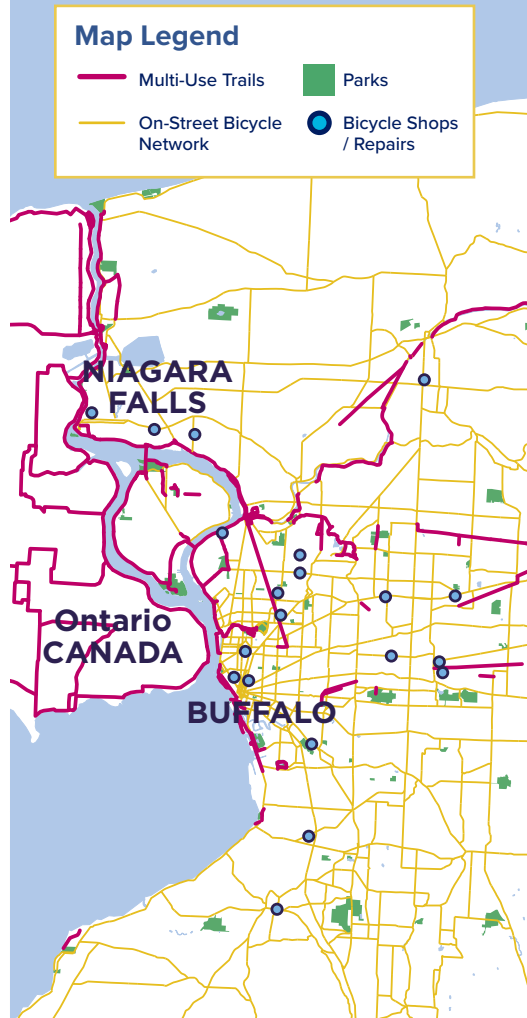 Map Legend
Multi-Use Trails
Parks
On-Street Bicycle
Network
Bicycle Shops
/ Repairs
NIAGARA
FALLS
Ontario
CANADA
BUFFALO